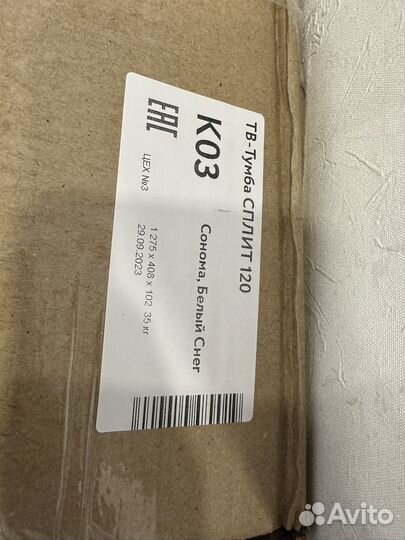 ТВ-Тумба СПЛИТ 120
К03
Сонома, Белый Снег
EAC
ЦЕХ №3
1 275 x 408 x 102 35 кг
29.09.2023
Avito